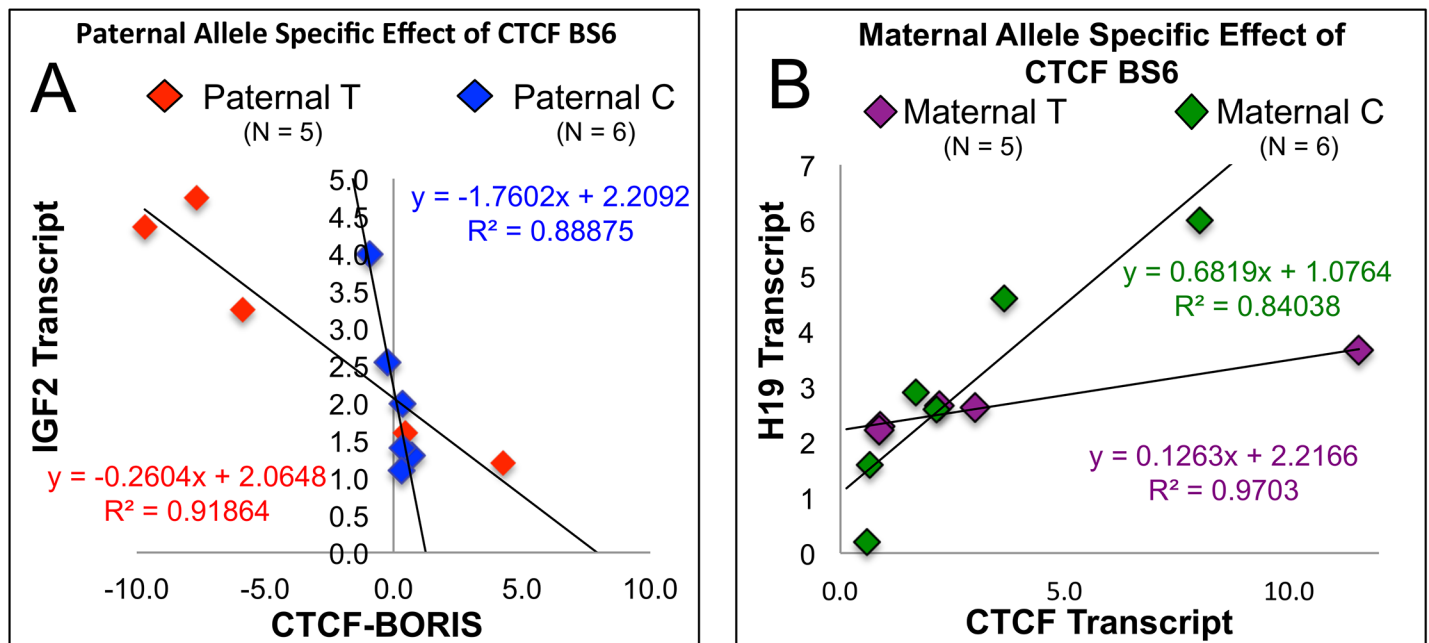 Paternal Allele Specific Effect of CTCF BS6
A
Paternal T
(N = 5)
Paternal C
(N = 6)
IGF2 Transcript
5.0
4.5
4.0
3.5
3.0
2.5
2.0
1.5
1.0
0.5
0.0
y = -1.7602x + 2.2092
R² = 0.88875
y = -0.2604x + 2.0648
R² = 0.91864
-10.0 -5.0 0.0 5.0 10.0
CTCF-BORIS
Maternal Allele Specific Effect of
CTCF BS6
B
Maternal T
(N = 5)
Maternal C
(N = 6)
H19 Transcript
7
6
5
4
3
2
1
0
y = 0.6819x + 1.0764
R² = 0.84038
y = 0.1263x + 2.2166
R² = 0.9703
0.0 5.0 10.0
CTCF Transcript